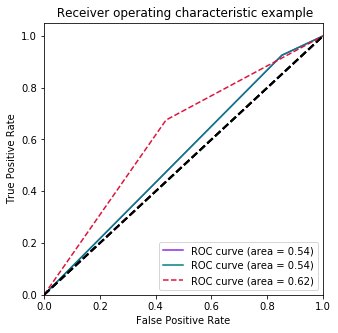 Receiver operating characteristic example
1.0
0.8
0.6
0.4
0.2
0.0
True Positive Rate
ROC curve (area = 0.54)
ROC curve (area = 0.54)
ROC curve (area = 0.62)
0.0 0.2 0.4 0.6 0.8 1.0
False Positive Rate